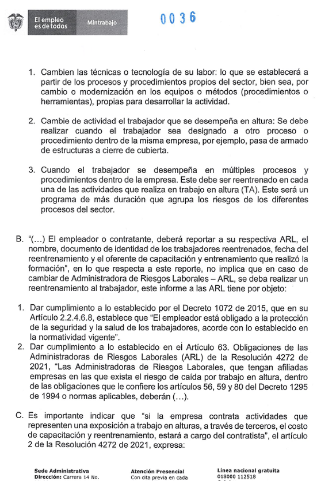 El empleo
es de todos
Mintrabajo
0036
1. Cambien las técnicas o tecnología de su labor: lo que se establecerá a
partir de los procesos y procedimientos propios del sector, bien sea, por
cambio o modernización en los equipos o métodos (procedimientos o
herramientas), propias para desarrollar la actividad.
2. Cambie de actividad el trabajador que se desempeña en altura: Se debe
realizar cuando el trabajador sea designado a otro proceso o
procedimiento dentro de la misma empresa, por ejemplo, pasa de armado
de estructuras a cierre de cubierta.
3. Cuando el trabajador se desempeña en múltiples procesos y
procedimientos dentro de la empresa. Este debe ser reentrenado en cada
una de las actividades que realiza en trabajo en altura (TA). Este será un
programa de más duración que agrupa los riesgos de los diferentes
procesos del sector.
B. "(…) El empleador o contratante, deberá reportar a su respectiva ARL, el
nombre, documento de identidad de los trabajadores reentrenados, fecha del
reentrenamiento y el oferente de capacitación y entrenamiento que realizó la
formación", en lo que respecta a este reporte, no implica que en caso de
cambiar de Administradora de Riesgos Laborales – ARL, se deba realizar un
reentrenamiento al trabajador, este informe a las ARL tiene por objeto:
1. Dar cumplimiento a lo establecido por el Decreto 1072 de 2015, que en su
Artículo 2.2.4.6.8, establece que "El empleador está obligado a la protección
de la seguridad y la salud de los trabajadores, acorde con lo establecido en
la normatividad vigente".
2. Dar cumplimiento a lo establecido en el Artículo 63. Obligaciones de las
Administradoras de Riesgos Laborales (ARL) de la Resolución 4272 de
2021, "Las Administradoras de Riesgos Laborales, que tengan afiliadas
empresas en las que exista el riesgo de caída por trabajo en altura, dentro
de las obligaciones que le confiere los artículos 56, 59 y 80 del Decreto 1295
de 1994 o normas aplicables, deberán (…).
C. Es importante indicar que "si la empresa contrata actividades que
representen una exposición a trabajo en alturas, a través de terceros, el costo
de capacitación y reentrenamiento, estará a cargo del contratista", el artículo
2 de la Resolución 4272 de 2021, expresa:
Sede Administrativa
Dirección: Carrera 14 No.
Atención Presencial
Con cita previa en cada
Línea nacional gratuita
018000 112518